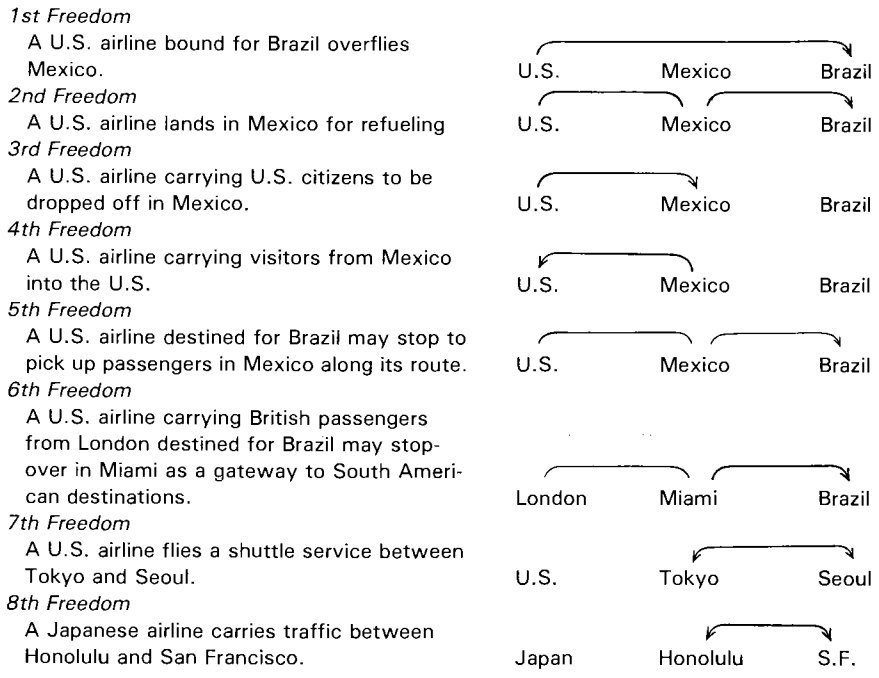 1st Freedom
A U.S. airline bound for Brazil overflies
Mexico.
U.S. Mexico Brazil
2nd Freedom
A U.S. airline lands in Mexico for refueling
U.S. Mexico Brazil
3rd Freedom
A U.S. airline carrying U.S. citizens to be
dropped off in Mexico.
U.S. Mexico Brazil
4th Freedom
A U.S. airline carrying visitors from Mexico
into the U.S.
U.S. Mexico Brazil
5th Freedom
A U.S. airline destined for Brazil may stop to
pick up passengers in Mexico along its route.
U.S. Mexico Brazil
6th Freedom
A U.S. airline carrying British passengers
from London destined for Brazil may stop-
over in Miami as a gateway to South Ameri-
can destinations.
London Miami Brazil
7th Freedom
A U.S. airline flies a shuttle service between
Tokyo and Seoul.
U.S. Tokyo Seoul
8th Freedom
A Japanese airline carries traffic between
Honolulu and San Francisco.
Japan Honolulu S.F.